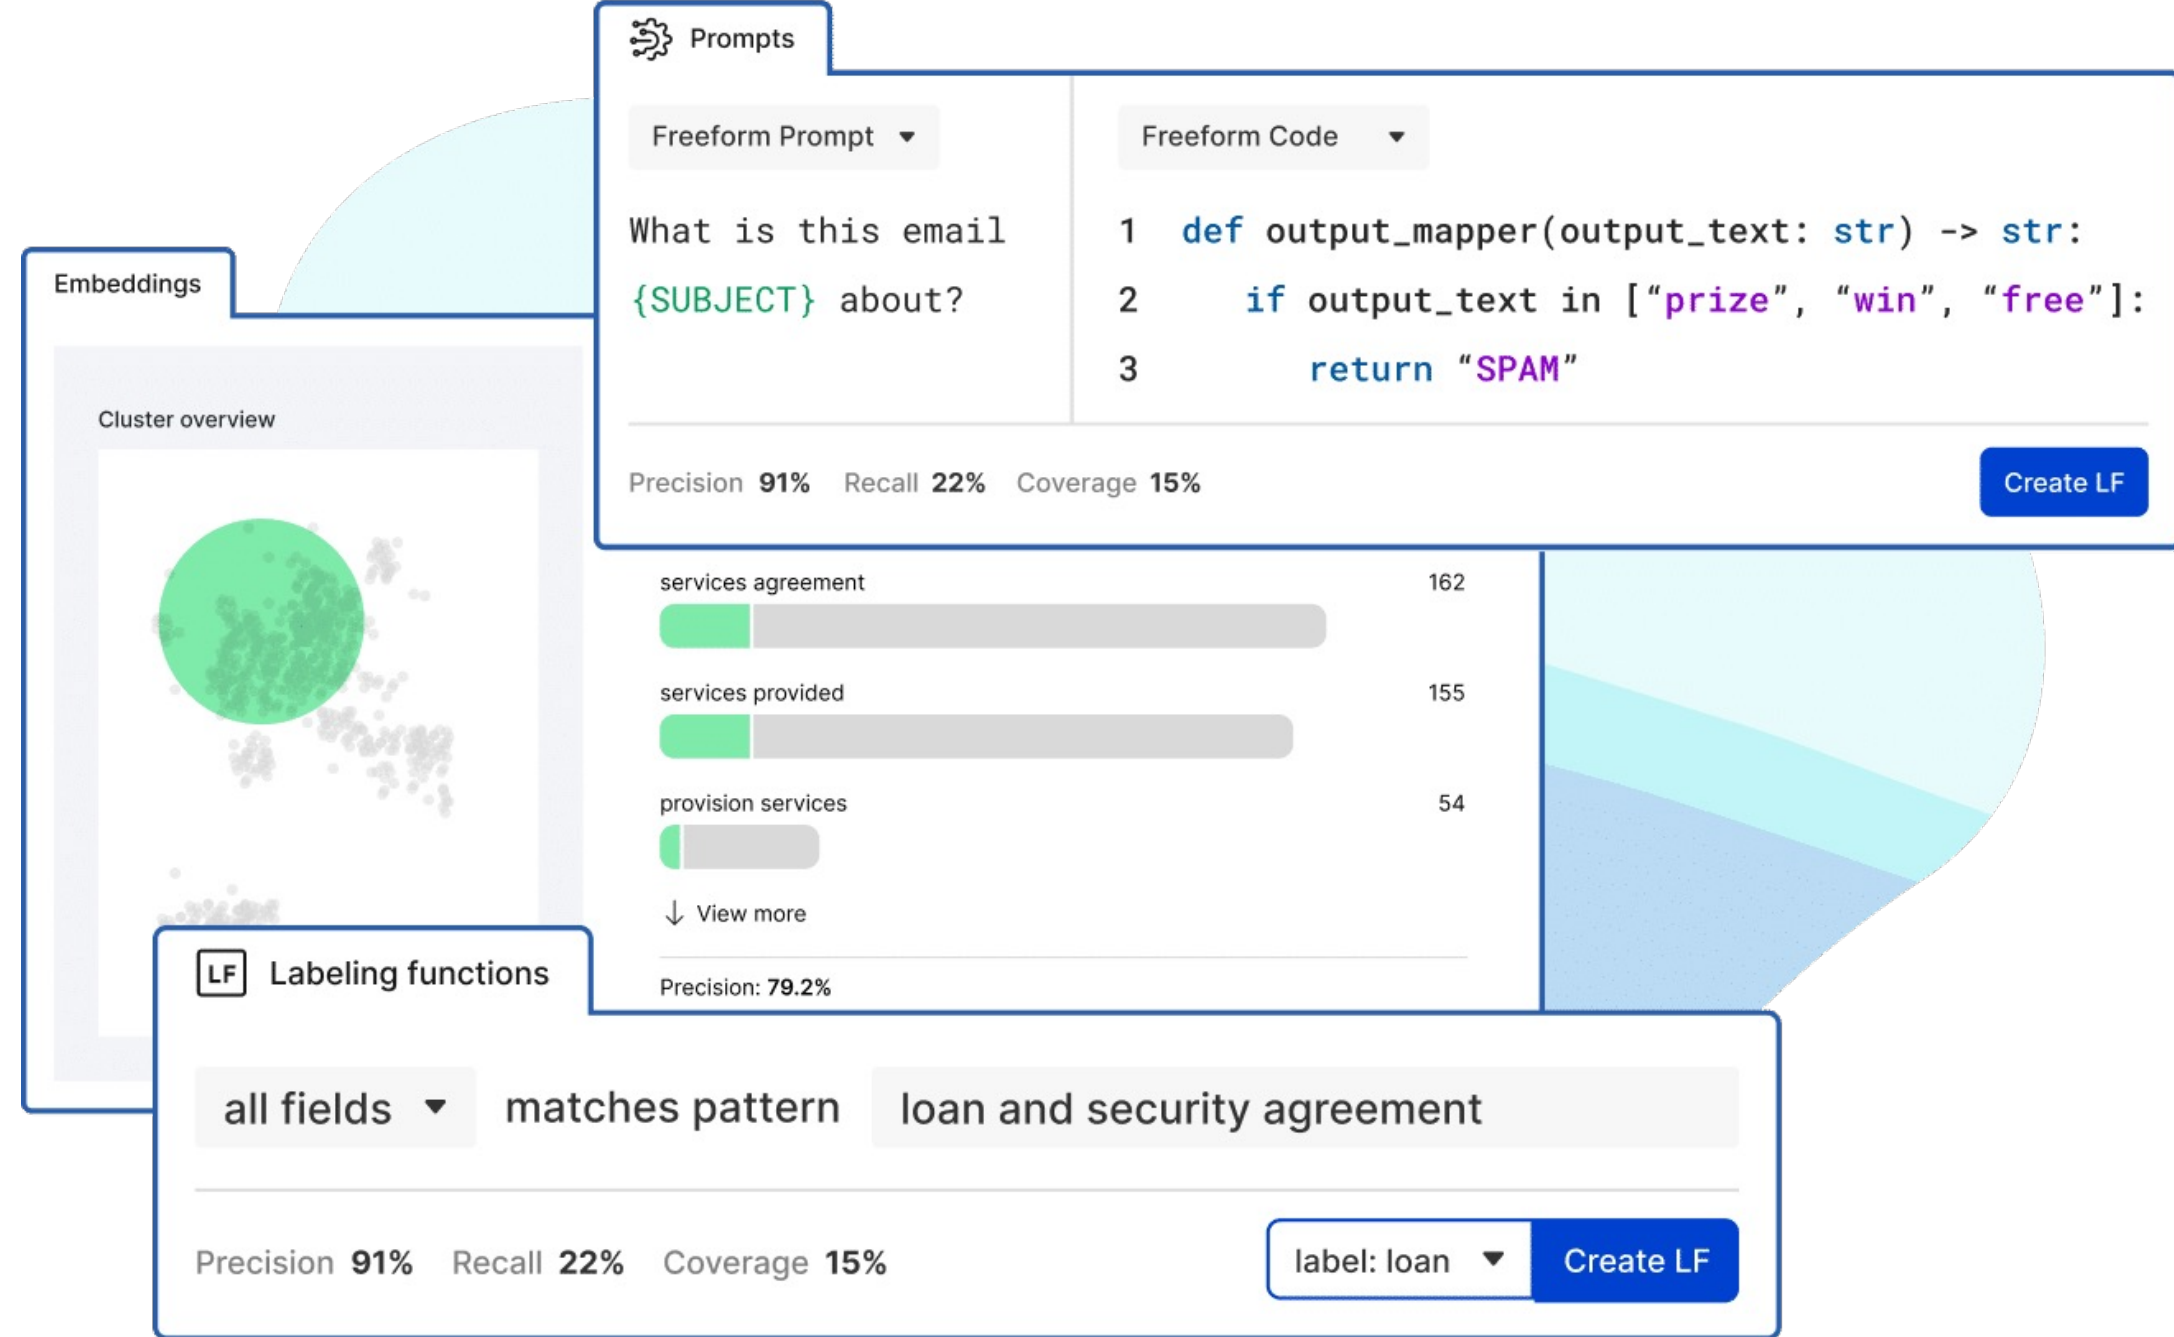 Prompts
Freeform Prompt
Freeform Code
What is this email
{SUBJECT} about?
1 def output_mapper(output_text: str) -> str:
2 if output_text in [“prize”, “win”, “free”]:
3 return “SPAM”
Precision 91% Recall 22% Coverage 15%
Create LF
Embeddings
Cluster overview
services agreement 162
services provided 155
provision services 54
View more
Precision: 79.2%
LF Labeling functions
all fields matches pattern loan and security agreement
Precision 91% Recall 22% Coverage 15%
label: loan Create LF